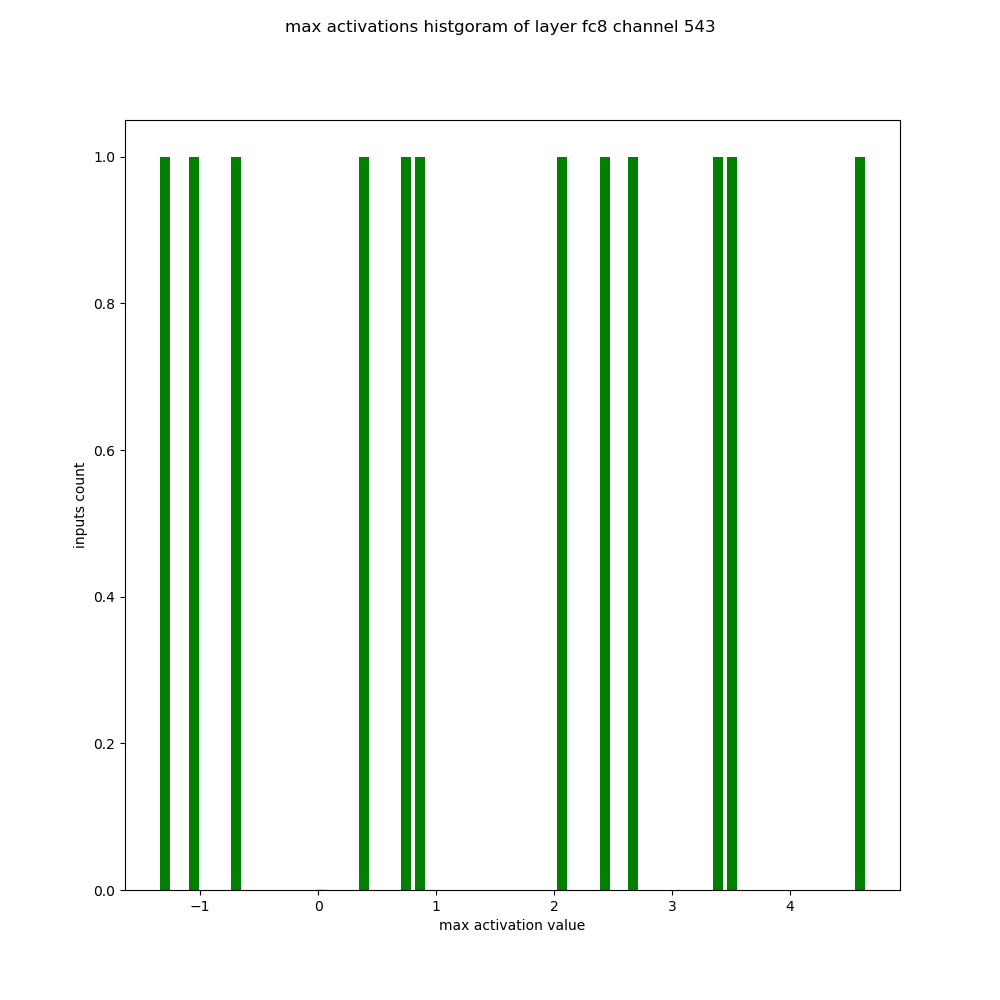 max activations histgoram of layer fc8 channel 543
1.0
0.8
0.6
0.4
0.2
0.0
inputs count
−1 0 1 2 3 4
max activation value